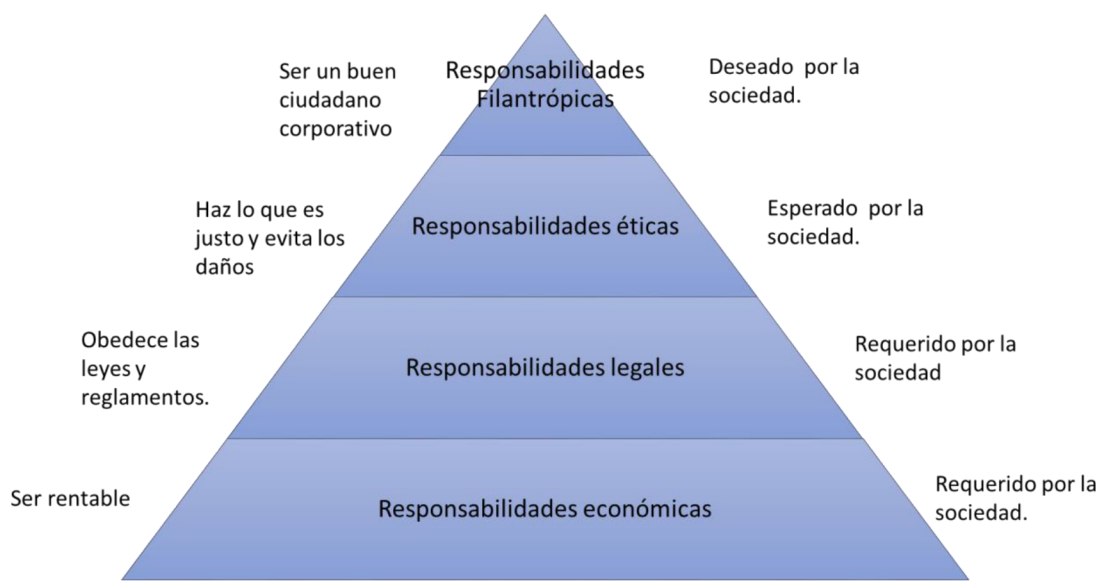 Ser un buen
ciudadano
corporativo
Responsabilidades
Filantrópicas
Deseado por la
sociedad.
Haz lo que es
justo y evita los
daños
Responsabilidades éticas
Esperado por la
sociedad.
Obedece las
leyes y
reglamentos.
Responsabilidades legales
Requerido por la
sociedad
Ser rentable
Responsabilidades económicas
Requerido por la
sociedad.